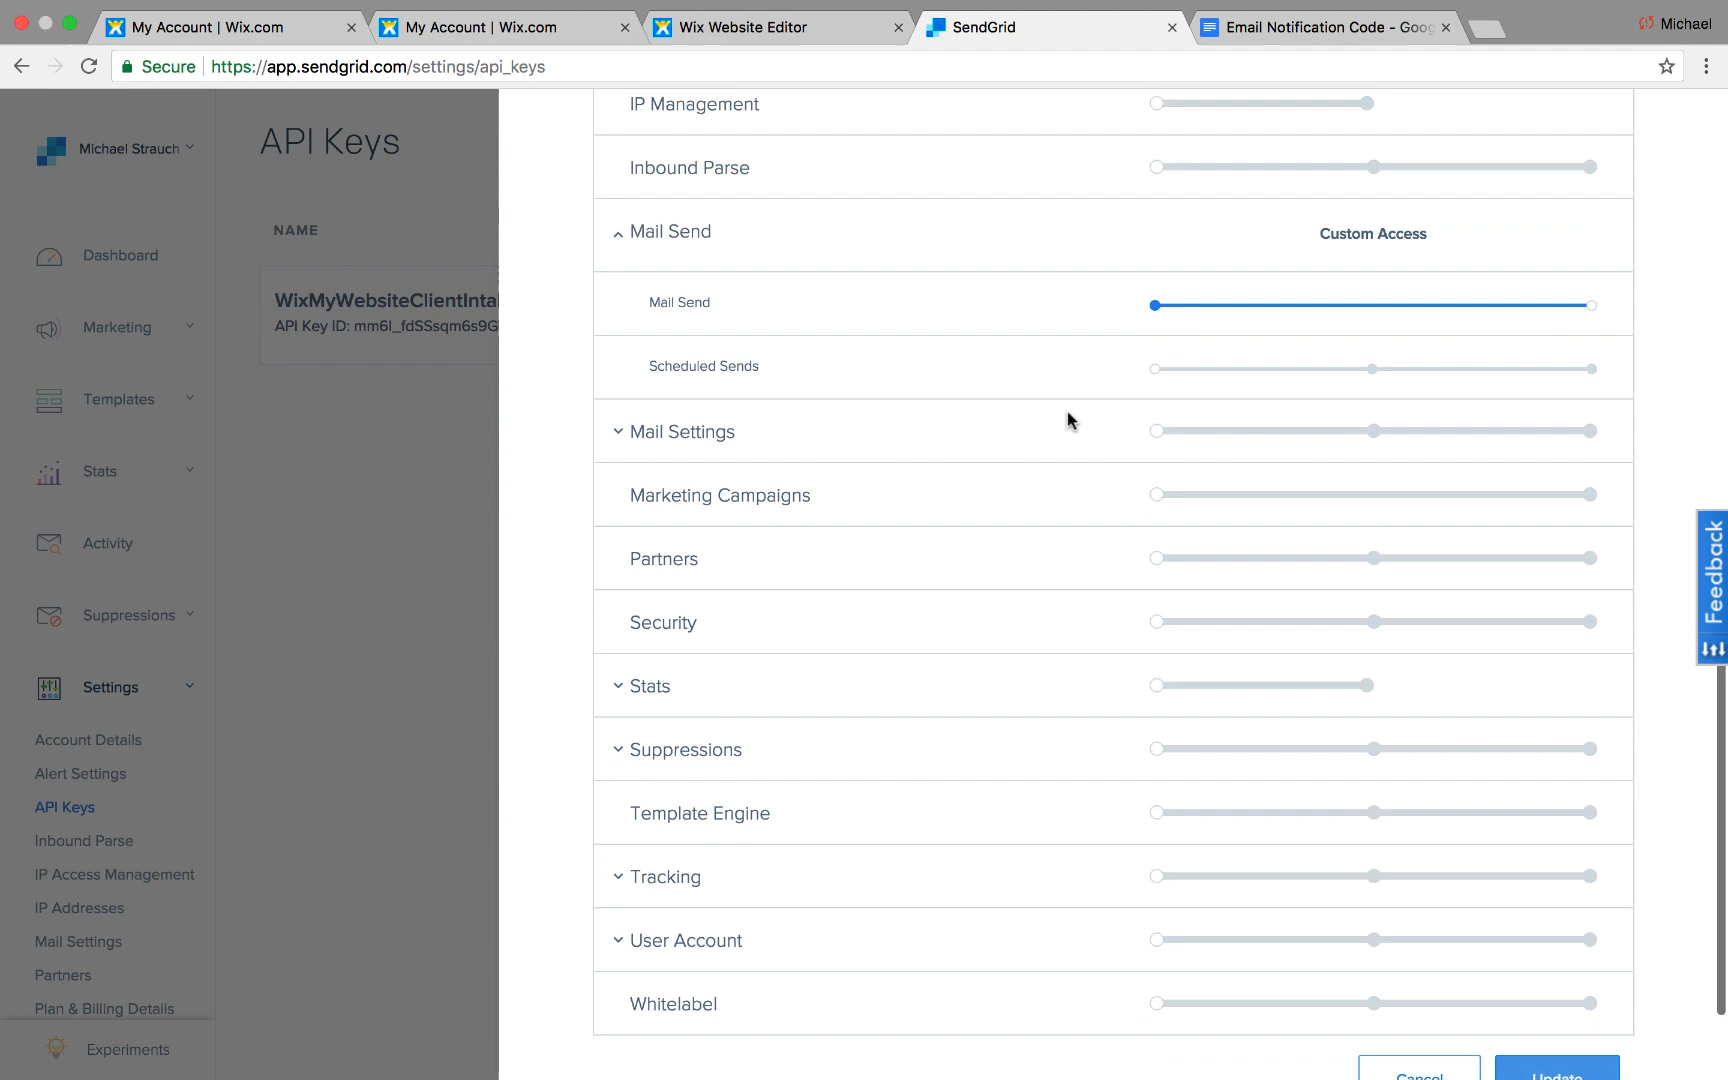 My Account | Wix.com
My Account | Wix.com
Wix Website Editor
SendGrid
Email Notification Code - Goog
Michael
Secure
https://app.sendgrid.com/settings/api_keys
Michael Strauch
Dashboard
Marketing
Templates
Stats
Activity
Suppressions
Settings
Account Details
Alert Settings
API Keys
Inbound Parse
IP Access Management
IP Addresses
Mail Settings
Partners
Plan & Billing Details
Experiments
API Keys
NAME
WixMyWebsiteClientInta
API Key ID: mm6I_fdSSsqm6s9G
IP Management
Inbound Parse
Mail Send
Custom Access
Mail Send
Scheduled Sends
Mail Settings
Marketing Campaigns
Partners
Security
Stats
Suppressions
Template Engine
Tracking
User Account
Whitelabel
Cancel
Update
Feedback